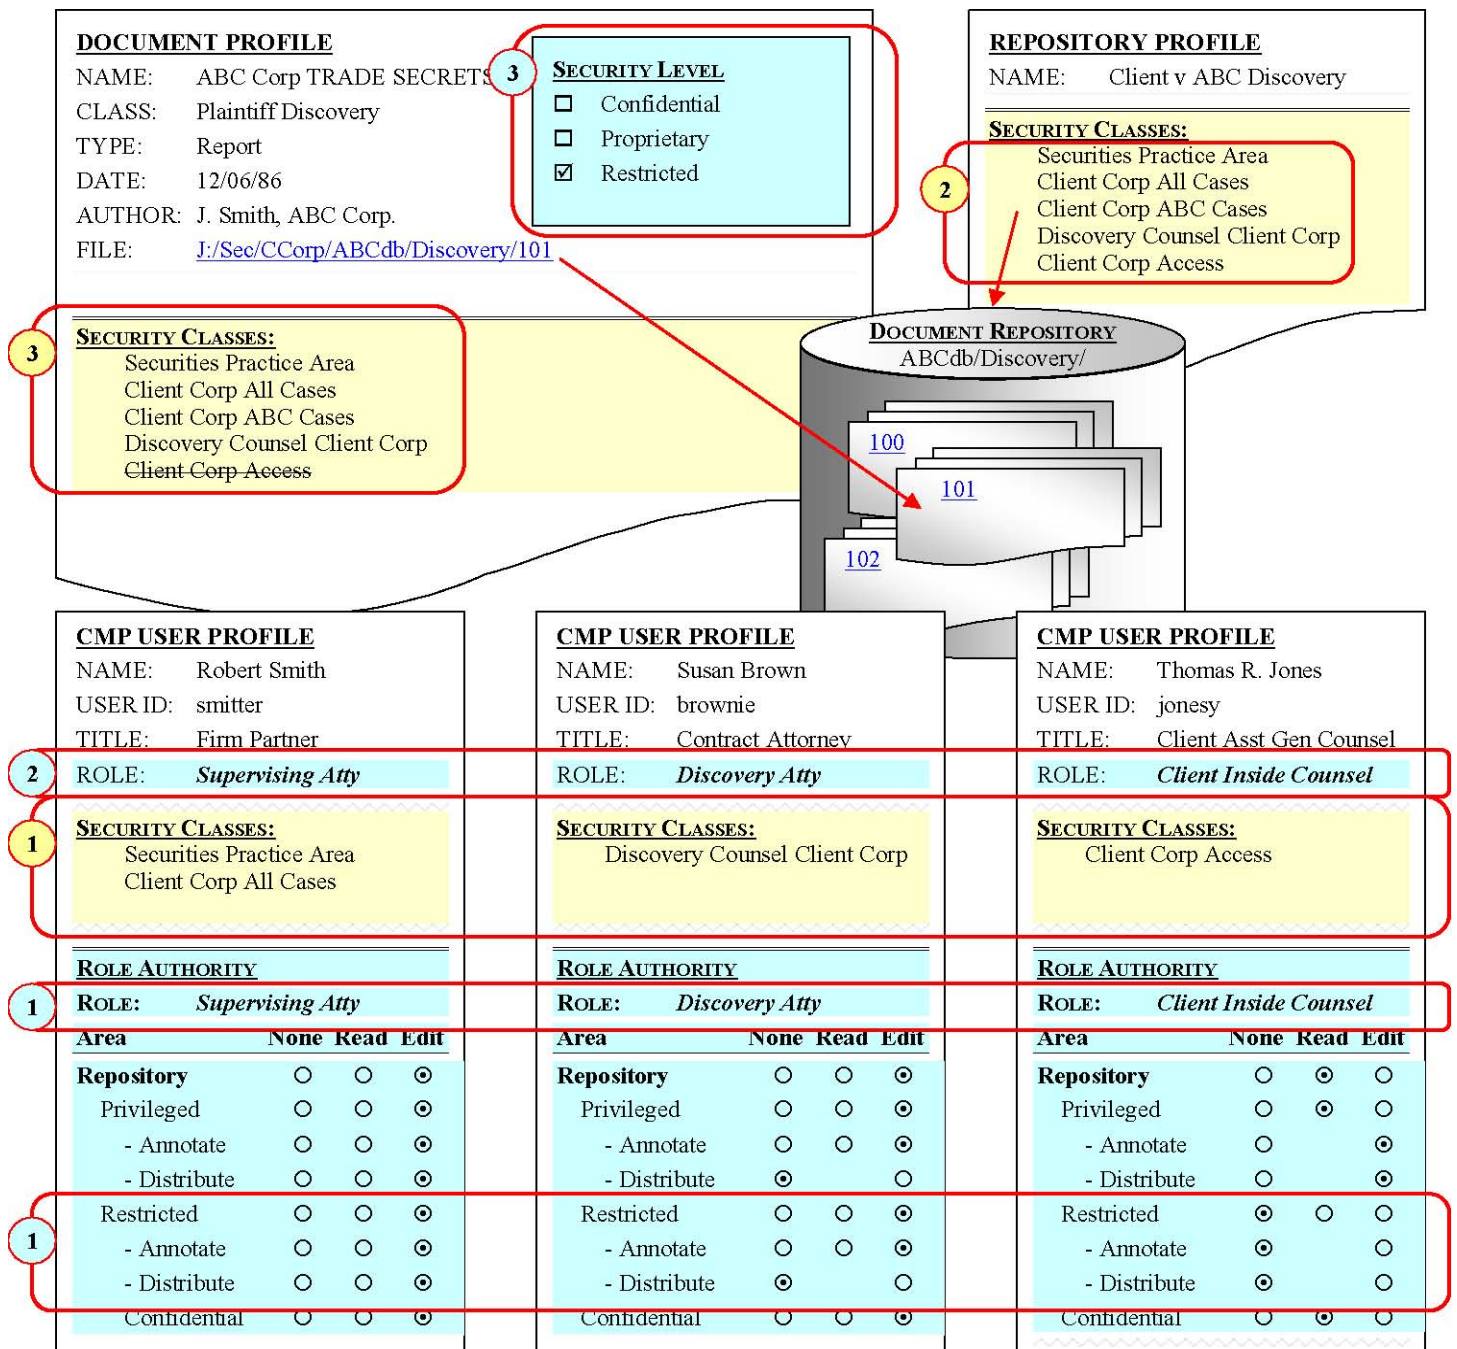 DOCUMENT PROFILE
NAME: ABC Corp TRADE SECRETS
CLASS: Plaintiff Discovery
TYPE: Report
DATE: 12/06/86
AUTHOR: J. Smith, ABC Corp.
FILE: J:/Sec/CCorp/ABCdb/Discovery/101
3
SECURITY LEVEL
Confidential
Proprietary
Restricted
REPOSITORY PROFILE
NAME: Client v ABC Discovery
SECURITY CLASSES:
2
Securities Practice Area
Client Corp All Cases
Client Corp ABC Cases
Discovery Counsel Client Corp
Client Corp Access
3
SECURITY CLASSES:
Securities Practice Area
Client Corp All Cases
Client Corp ABC Cases
Discovery Counsel Client Corp
Client Corp Access
DOCUMENT REPOSITORY
ABCdb/Discovery/
100
101
102
CMP USER PROFILE
NAME: Robert Smith
USER ID: smitter
TITLE: Firm Partner
2
ROLE: Supervising Atty
1
SECURITY CLASSES:
Securities Practice Area
Client Corp All Cases
ROLE AUTHORITY
1
ROLE: Supervising Atty
Area None Read Edit
Repository
Privileged
- Annotate
- Distribute
1
Restricted
- Annotate
- Distribute
Confidential
CMP USER PROFILE
NAME: Susan Brown
USER ID: brownie
TITLE: Contract Attorney
ROLE: Discovery Atty
SECURITY CLASSES:
Discovery Counsel Client Corp
ROLE AUTHORITY
ROLE: Discovery Atty
Area None Read Edit
Repository
Privileged
- Annotate
- Distribute
Restricted
- Annotate
- Distribute
Confidential
CMP USER PROFILE
NAME: Thomas R. Jones
USER ID: jonesy
TITLE: Client Asst Gen Counsel
ROLE: Client Inside Counsel
SECURITY CLASSES:
Client Corp Access
ROLE AUTHORITY
ROLE: Client Inside Counsel
Area None Read Edit
Repository
Privileged
- Annotate
- Distribute
Restricted
- Annotate
- Distribute
Confidential